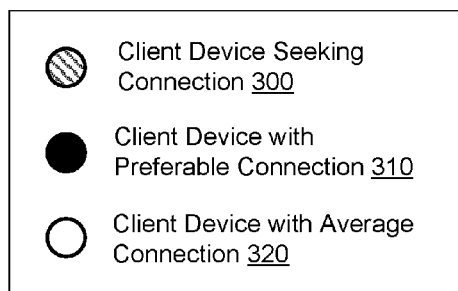 Client Device Seeking
Connection 300
Client Device with
Preferable Connection 310
Client Device with Average
Connection 320